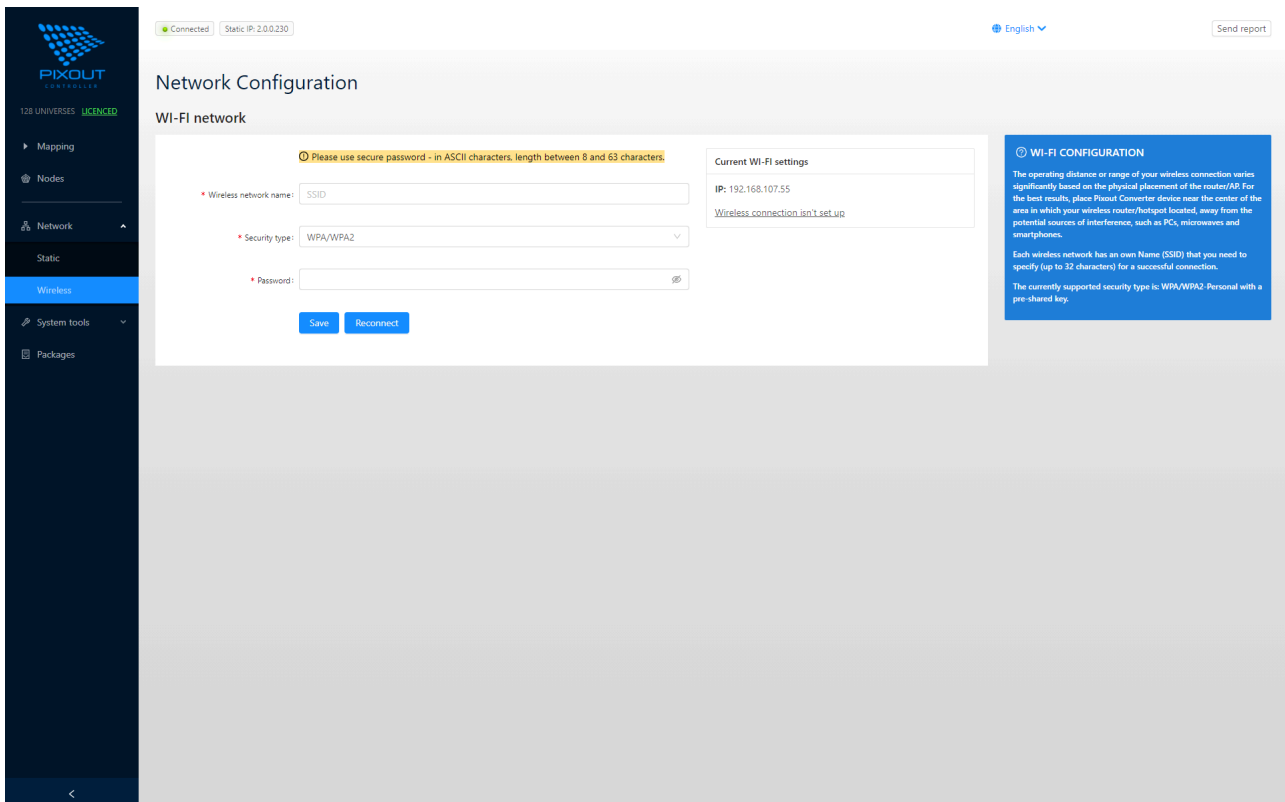 PIXOUT
CONTROLLER
128 UNIVERSES LICENCED
Mapping
Nodes
Network
Static
Wireless
System tools
Packages
Connected
Static IP: 2.0.0.230
English
Send report
Network Configuration
WI-FI network
Please use secure password - in ASCII characters, length between 8 and 63 characters.
* Wireless network name: SSID
* Security type: WPA/WPA2
* Password:
Save
Reconnect
Current WI-FI settings
IP: 192.168.107.55
Wireless connection isn't set up
WI-FI CONFIGURATION
The operating distance or range of your wireless connection varies
significantly based on the physical placement of the router/AP. For
the best results, place Pixout Converter device near the center of the
area in which your wireless router/hotspot located, away from the
potential sources of interference, such as PCs, microwaves and
smartphones.
Each wireless network has an own Name (SSID) that you need to
specify (up to 32 characters) for a successful connection.
The currently supported security type is: WPA/WPA2-Personal with a
pre-shared key.